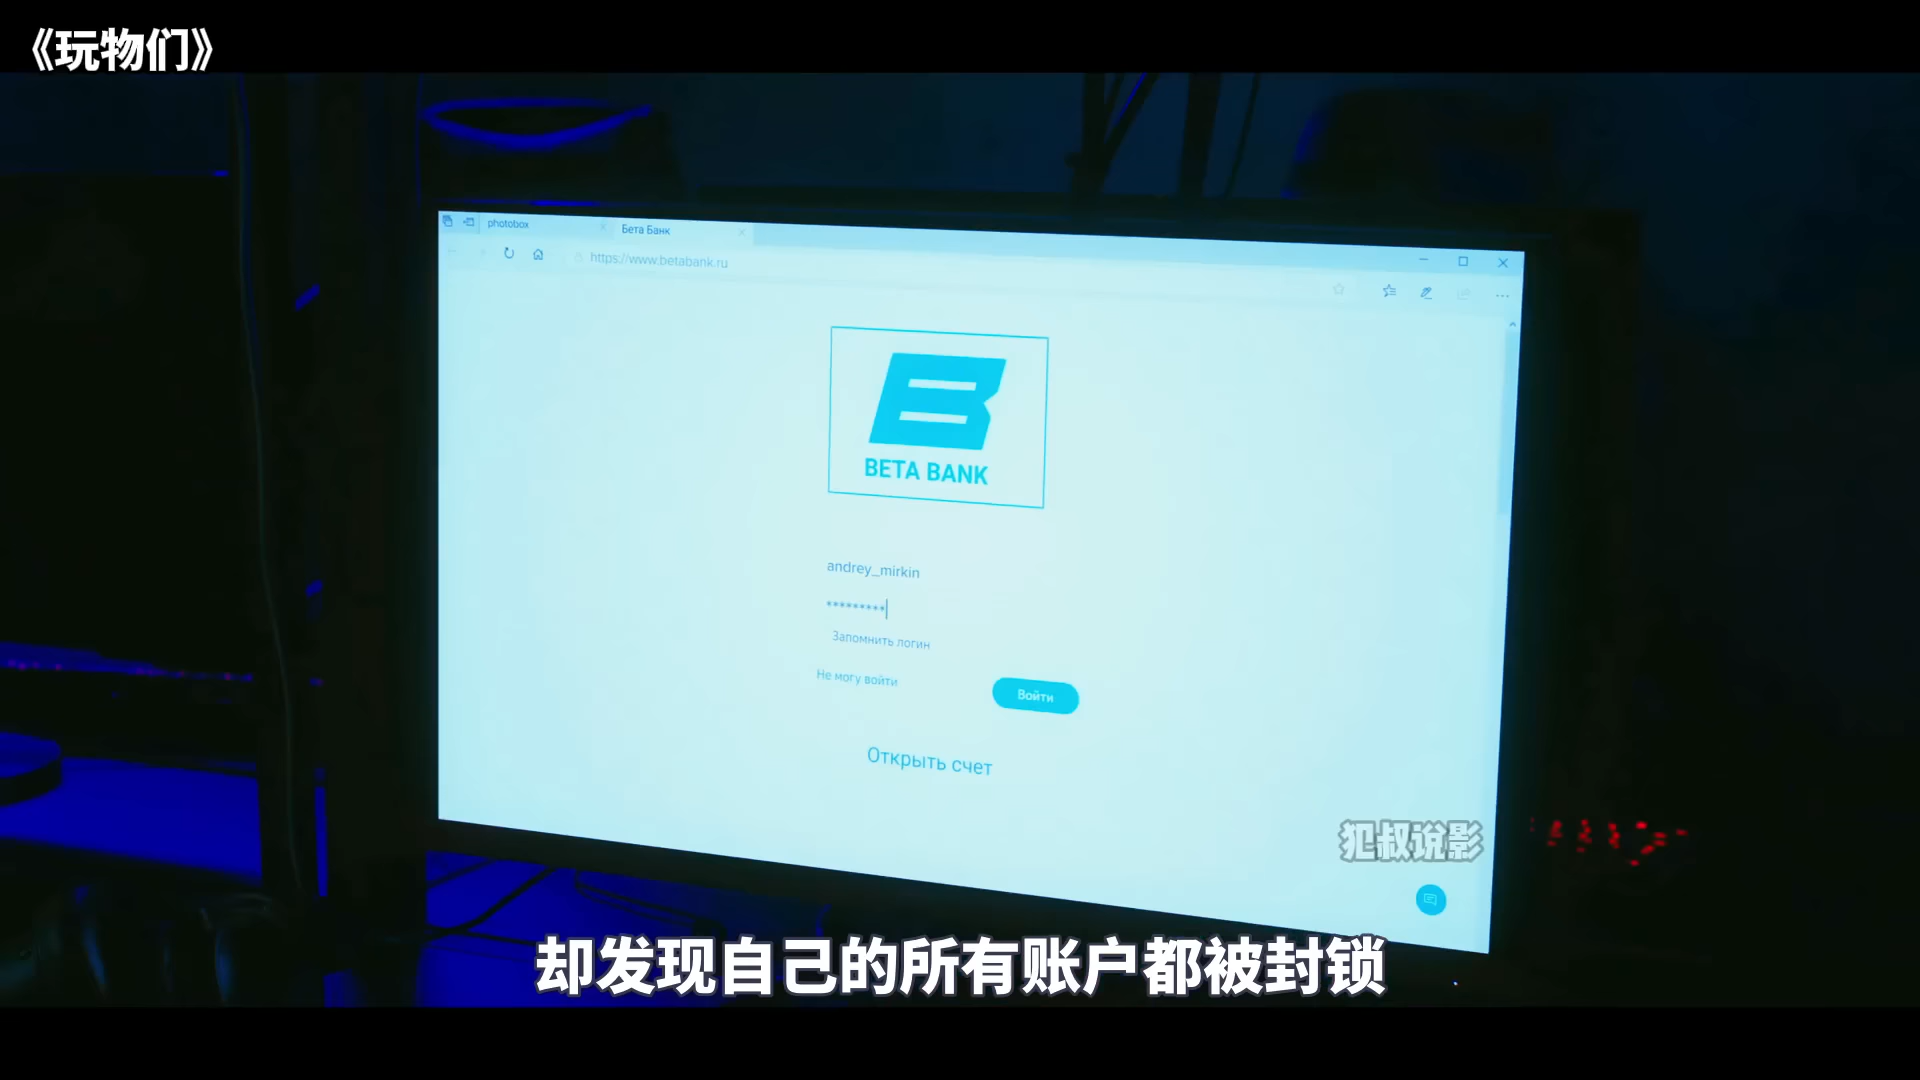 《玩物们》
photobox
Бета Банк
https://www.betabank.ru
BETA BANK
andrey_mirkin
*********
Запомнить логин
Не могу войти
Войти
Открыть счет
犯叔说影
却发现自己的所有账户都被封锁